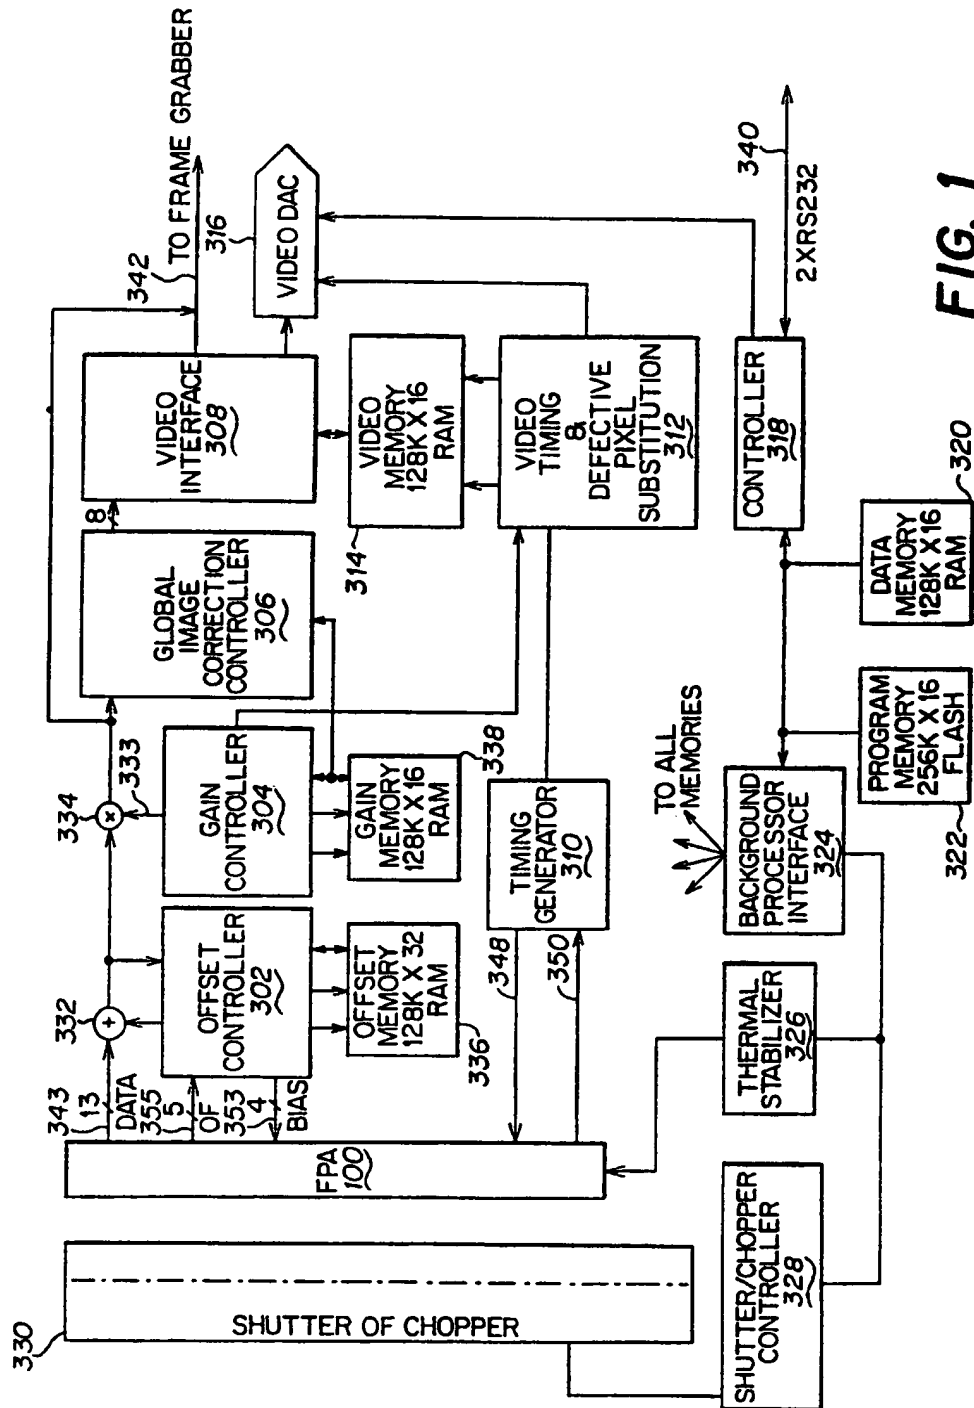 330
SHUTTER OF CHOPPER
SHUTTER/CHOPPER
CONTROLLER
328
FPA
100
343
13
DATA
355
5
OF
353
4
BIAS
332
+
OFFSET
CONTROLLER
302
OFFSET
MEMORY
128K X 32
RAM
336
334
x
333
GAIN
CONTROLLER
304
GAIN
MEMORY
128K X 16
RAM
338
348
350
TIMING
GENERATOR
310
THERMAL
STABILIZER
326
BACKGROUND
PROCESSOR
INTERFACE
324
TO ALL
MEMORIES
GLOBAL
IMAGE
CORRECTION
CONTROLLER
306
8
VIDEO
INTERFACE
308
342
TO FRAME GRABBER
316
VIDEO DAC
VIDEO
MEMORY
128K X 16
RAM
314
VIDEO
TIMING
&
DEFECTIVE
PIXEL
SUBSTITUTION
312
CONTROLLER
318
340
2XRS232
PROGRAM
MEMORY
256K X 16
FLASH
322
DATA
MEMORY
128K X 16
RAM
320
FIG. 1